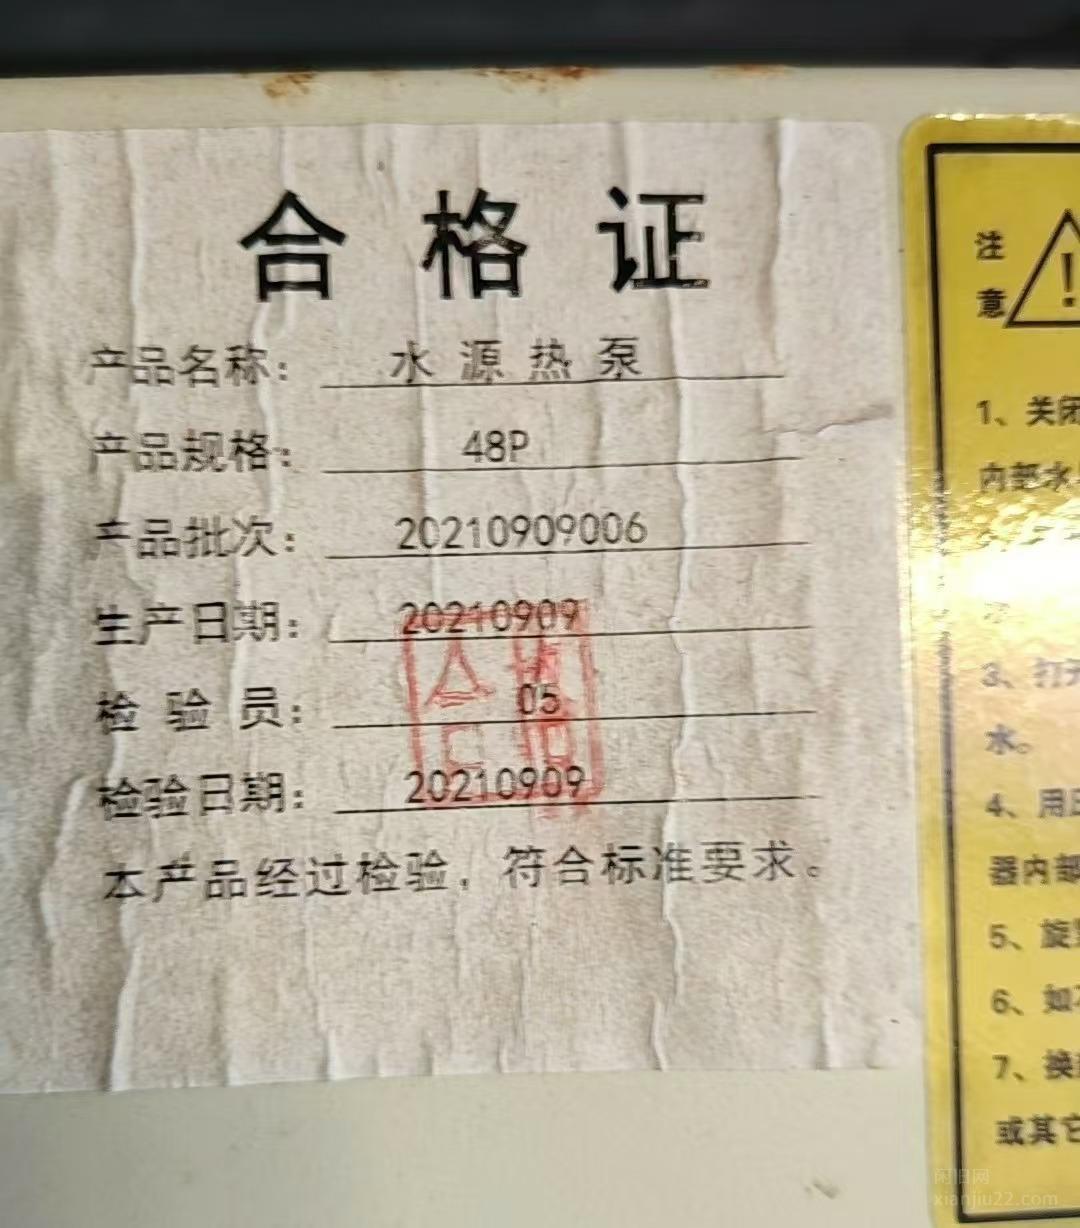 合格证
产品名称： 水源热泵
产品规格： 48P
产品批次： 20210909006
生产日期： 20210909
检验员： 05
检验日期： 20210909
本产品经过检验，符合标准要求。
注意
!
1、关闭
内部水
3、打开
水。
4、用
器内部
5、旋
6、如
7、换
或其它
闲旧网
xianjiu22.com